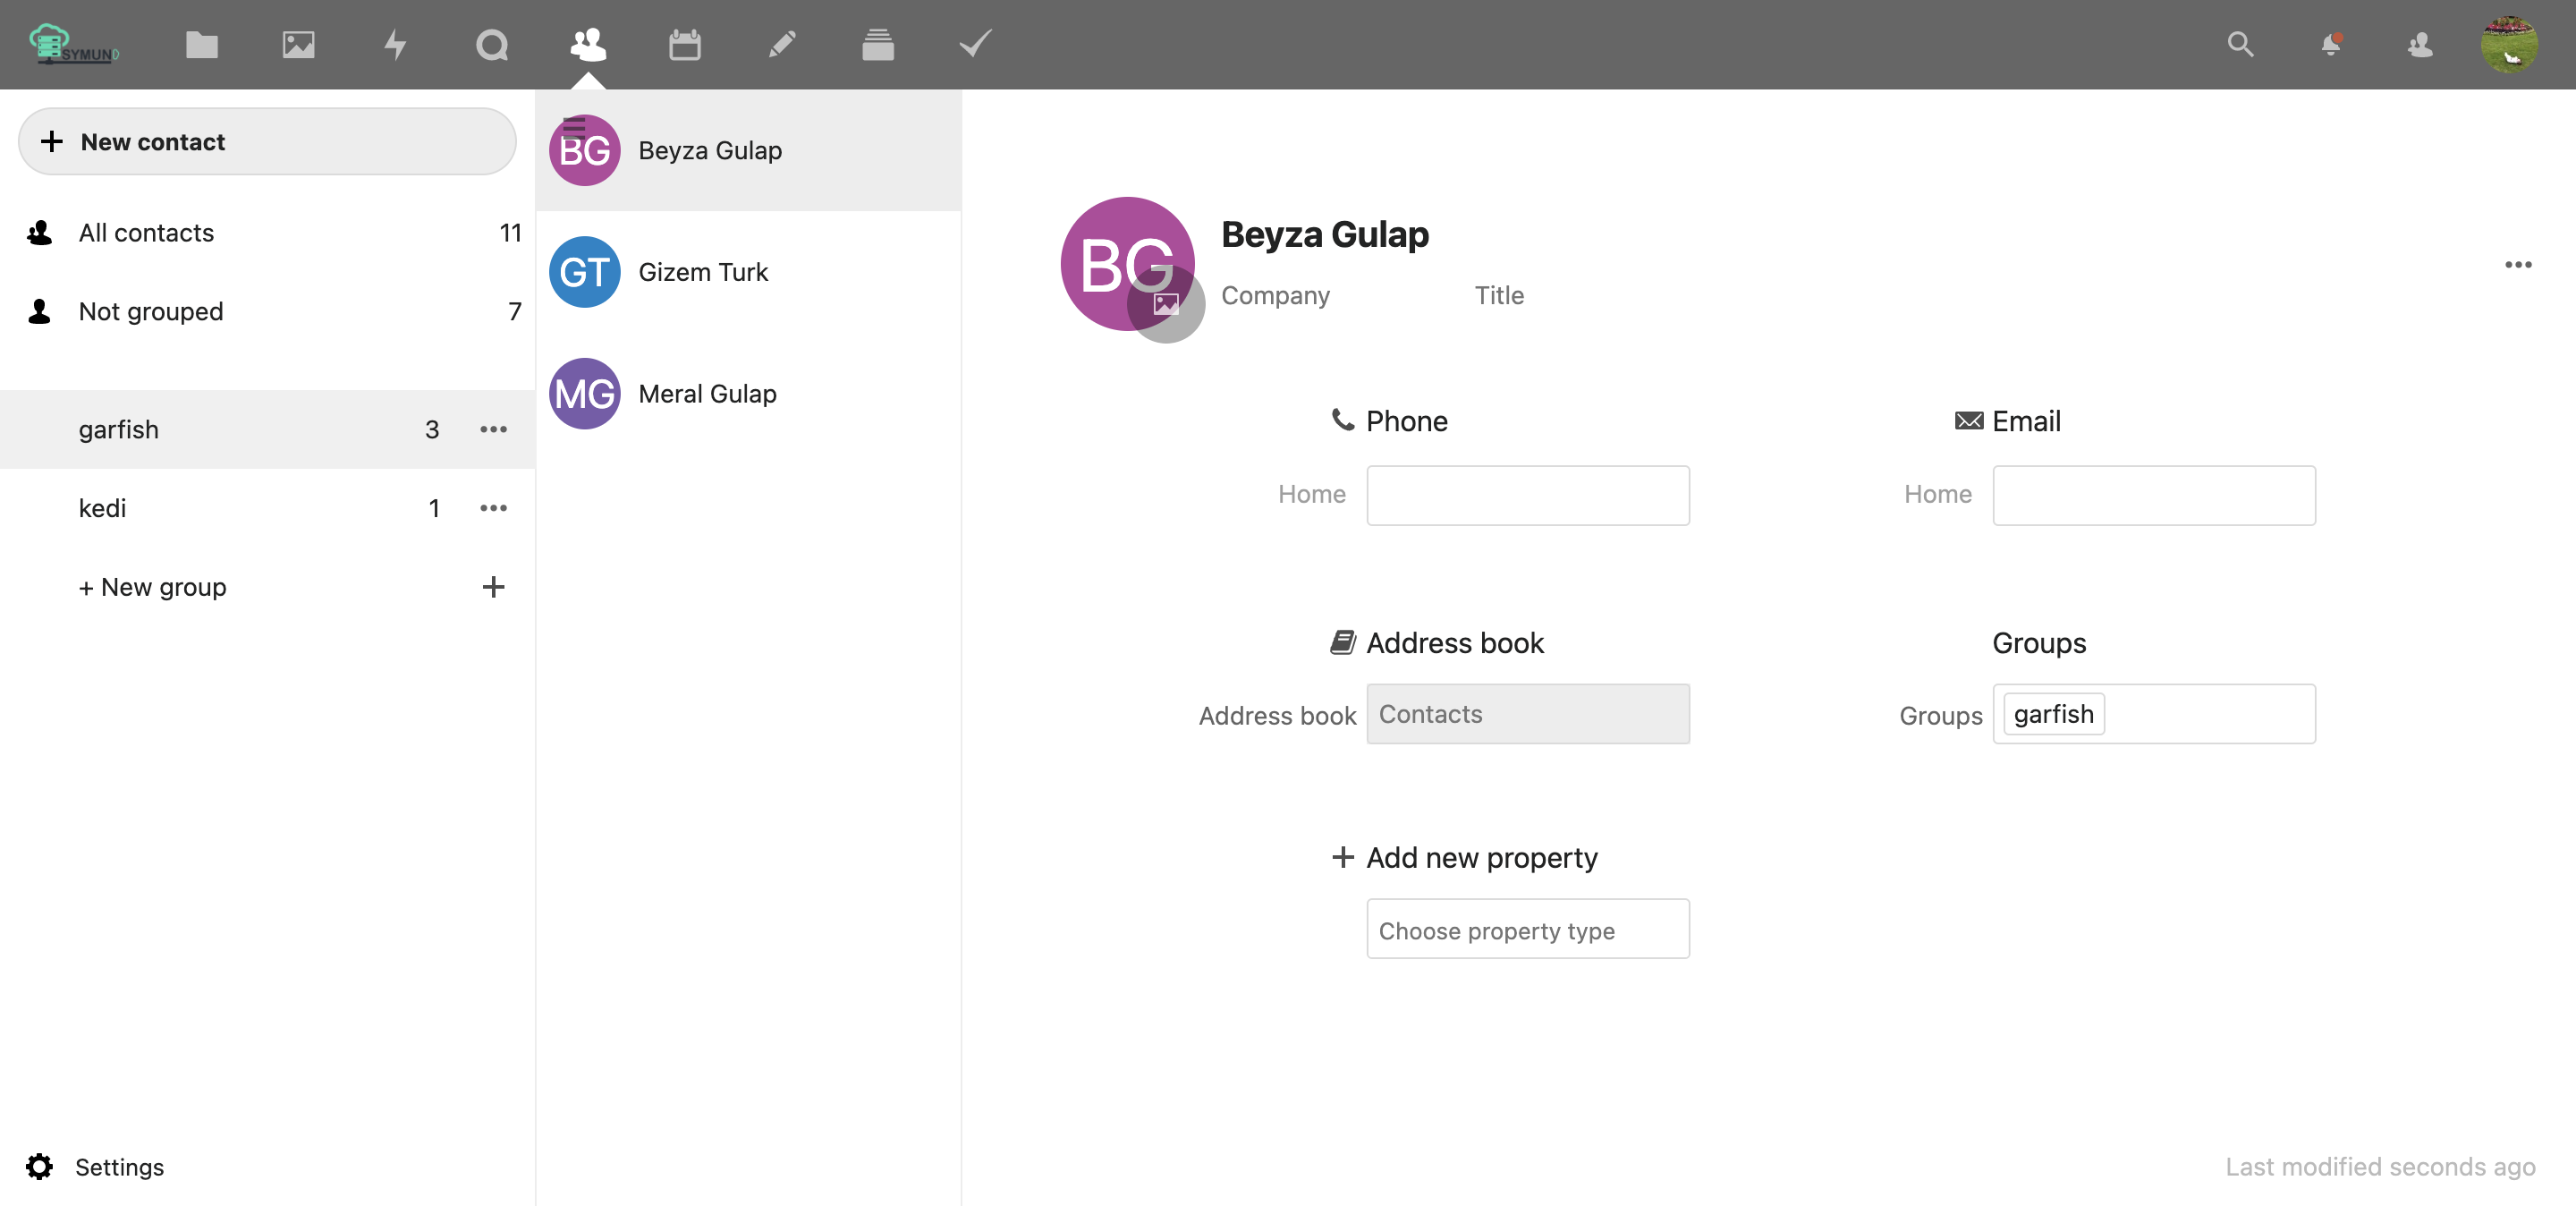 SYMUND
New contact
All contacts 11
Not grouped 7
garfish 3
kedi 1
+ New group
Settings
BG Beyza Gulap
GT Gizem Turk
MG Meral Gulap
BG
Beyza Gulap
Company Title
Phone
Home
Email
Home
Address book
Address book Contacts
Groups
Groups garfish
Add new property
Choose property type
Last modified seconds ago